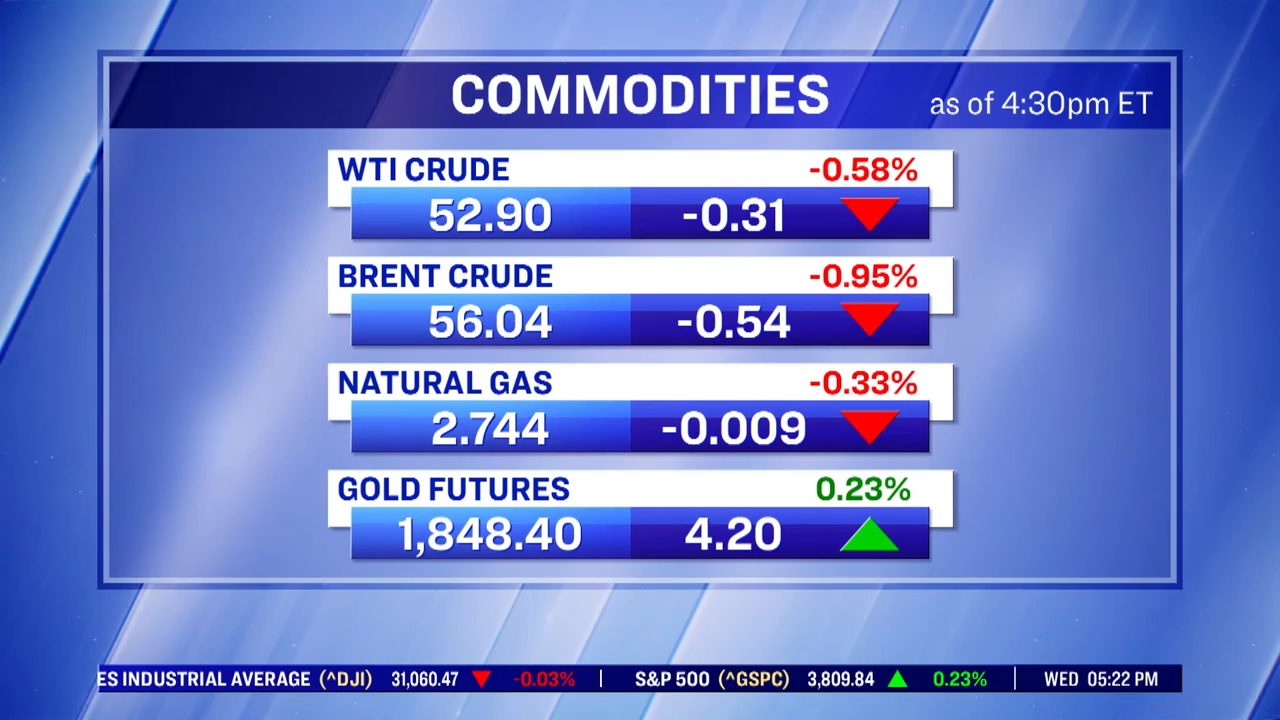 COMMODITIES as of 4:30pm ET
WTI CRUDE -0.58%
52.90 -0.31
BRENT CRUDE -0.95%
56.04 -0.54
NATURAL GAS -0.33%
2.744 -0.009
GOLD FUTURES 0.23%
1,848.40 4.20
ES INDUSTRIAL AVERAGE (^DJI) 31,060.47 -0.03% | S&P 500 (^GSPC) 3,809.84 0.23% | WED 05:22 PM